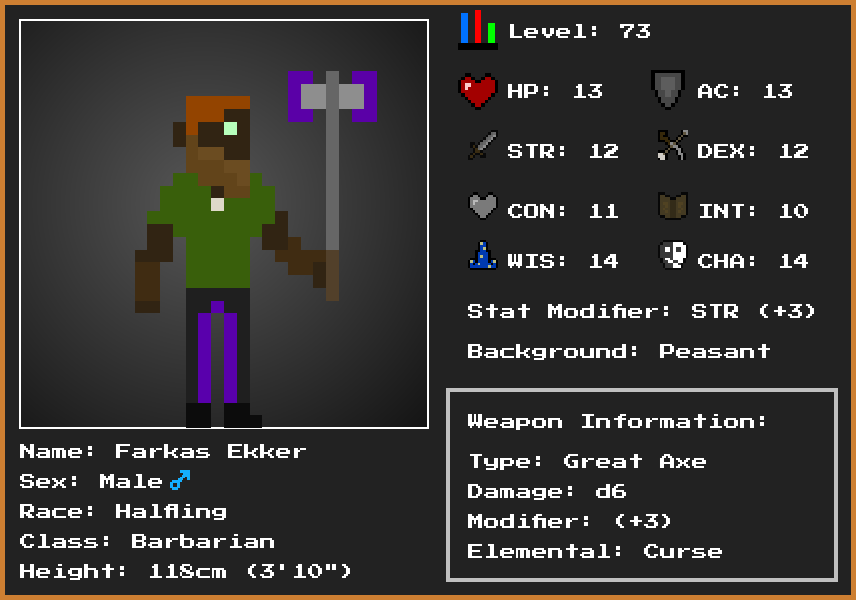 Level: 73
HP: 13
AC: 13
STR: 12
DEX: 12
CON: 11
INT: 10
WIS: 14
CHA: 14
Stat Modifier: STR (+3)
Background: Peasant
Weapon Information:
Type: Great Axe
Damage: d6
Modifier: (+3)
Elemental: Curse
Name: Farkas Ekker
Sex: Male ♂
Race: Halfling
Class: Barbarian
Height: 118cm (3'10")